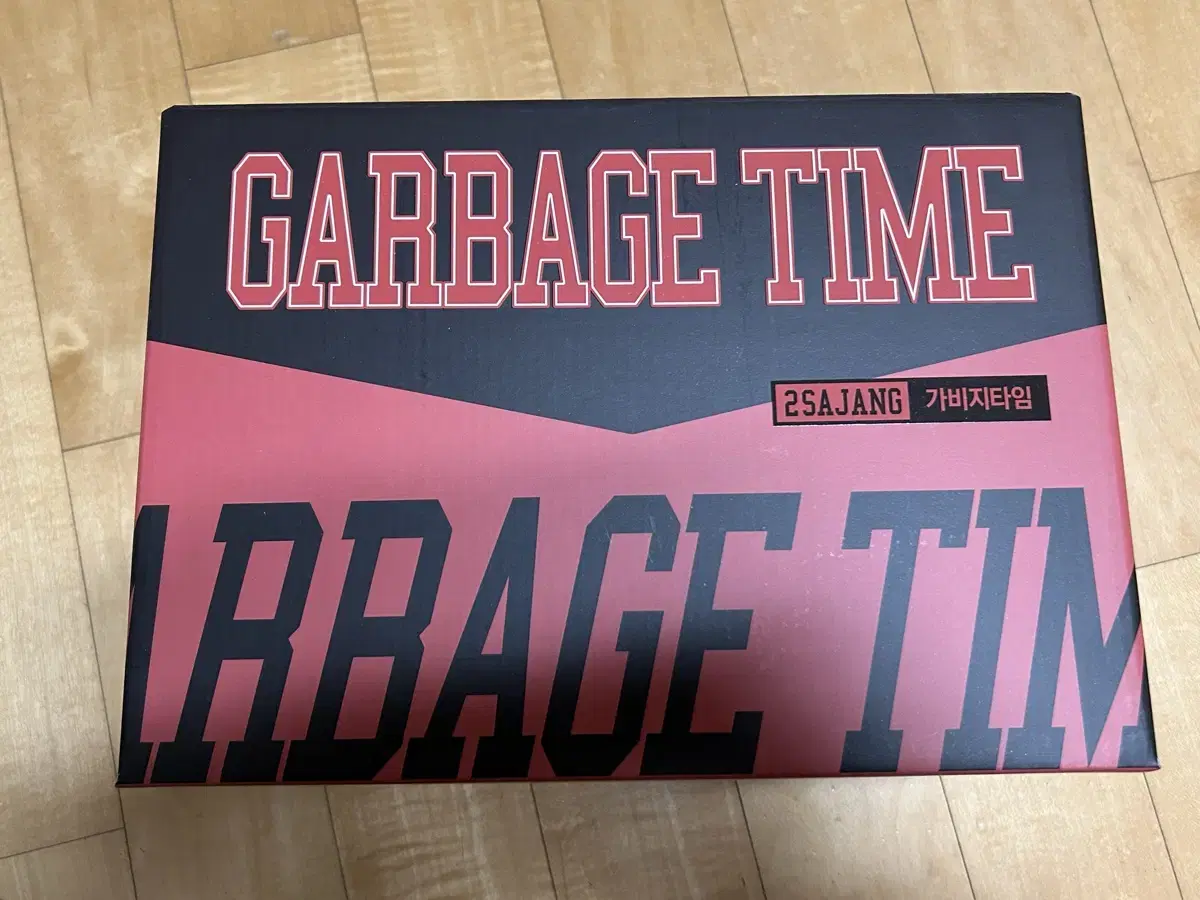 GARBAGE TIME
2SAJANG 가비지타임
ARBAGE TIM